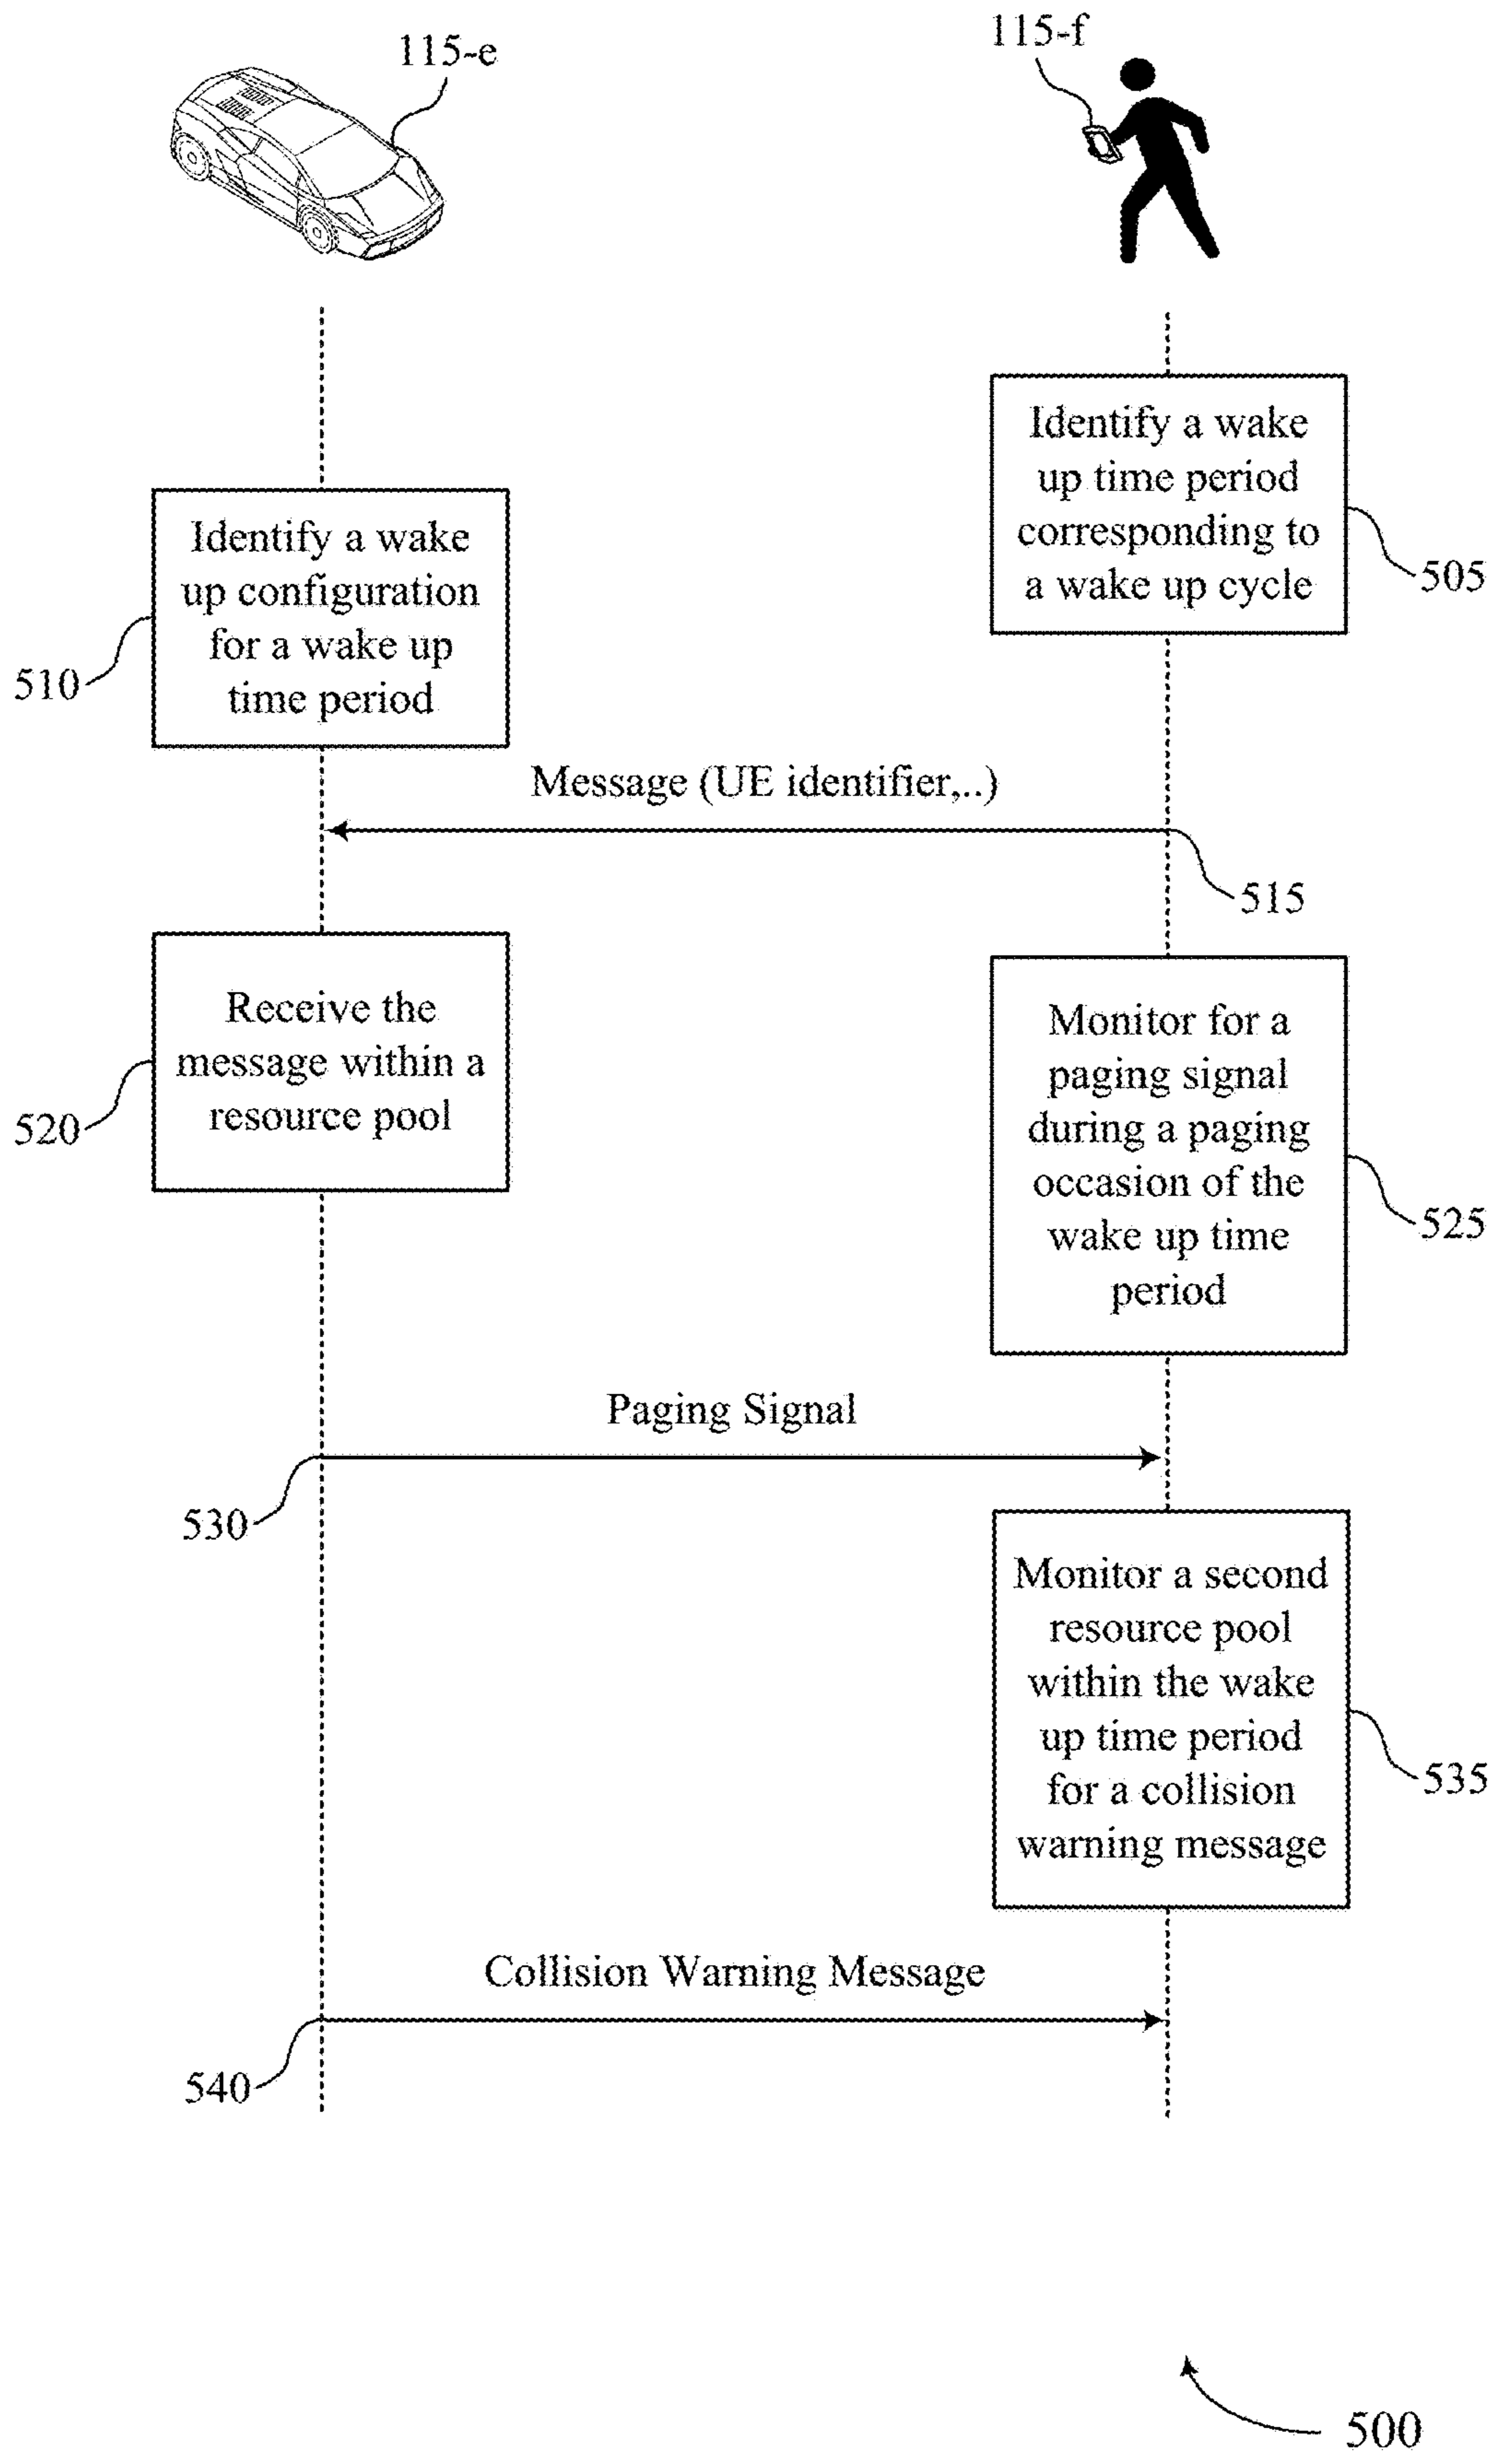 115-e
115-f
Identify a wake
up time period
corresponding to
a wake up cycle
505
Identify a wake
up configuration
for a wake up
time period
510
Message (UE identifier,..)
515
Receive the
message within a
resource pool
520
Monitor for a
paging signal
during a paging
occasion of the
wake up time
period
525
Paging Signal
530
Monitor a second
resource pool
within the wake
up time period
for a collision
warning message
535
Collision Warning Message
540
500